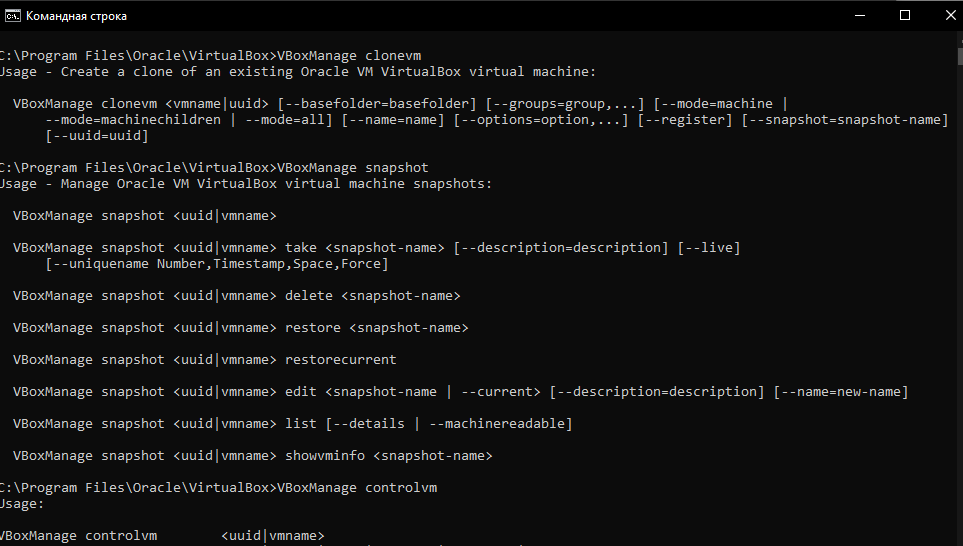 Командная строка
C:\Program Files\Oracle\VirtualBox>VBoxManage clonevm
Usage - Create a clone of an existing Oracle VM VirtualBox virtual machine:
VBoxManage clonevm <vmname|uuid> [--basefolder=basefolder] [--groups=group,...] [--mode=machine |
--mode=machinechildren | --mode=all] [--name=name] [--options=option,...] [--register] [--snapshot=snapshot-name]
[--uuid=uuid]
C:\Program Files\Oracle\VirtualBox>VBoxManage snapshot
Usage - Manage Oracle VM VirtualBox virtual machine snapshots:
VBoxManage snapshot <uuid|vmname>
VBoxManage snapshot <uuid|vmname> take <snapshot-name> [--description=description] [--live]
[--uniquename Number,Timestamp,Space,Force]
VBoxManage snapshot <uuid|vmname> delete <snapshot-name>
VBoxManage snapshot <uuid|vmname> restore <snapshot-name>
VBoxManage snapshot <uuid|vmname> restorecurrent
VBoxManage snapshot <uuid|vmname> edit <snapshot-name | --current> [--description=description] [--name=new-name]
VBoxManage snapshot <uuid|vmname> list [--details | --machinereadable]
VBoxManage snapshot <uuid|vmname> showvminfo <snapshot-name>
C:\Program Files\Oracle\VirtualBox>VBoxManage controlvm
Usage:
VBoxManage controlvm <uuid|vmname>